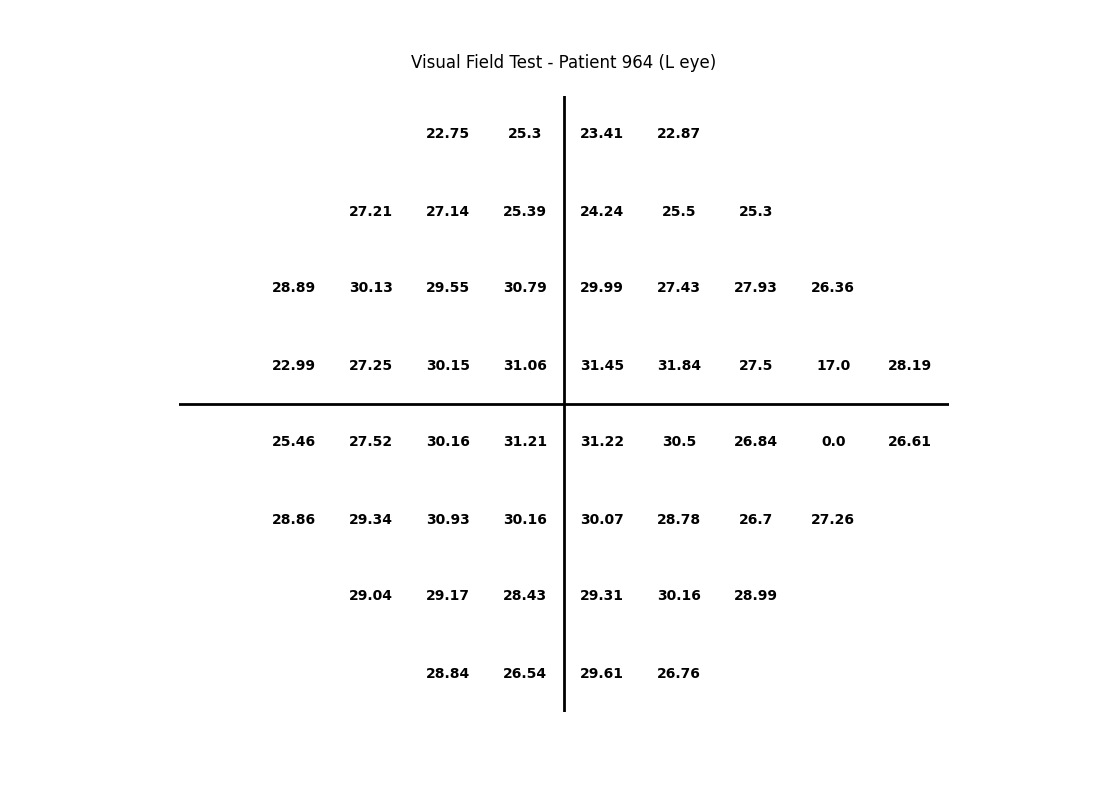 Visual Field Test - Patient 964 (L eye)
22.75 25.3 23.41 22.87
27.21 27.14 25.39 24.24 25.5 25.3
28.89 30.13 29.55 30.79 29.99 27.43 27.93 26.36
22.99 27.25 30.15 31.06 31.45 31.84 27.5 17.0 28.19
25.46 27.52 30.16 31.21 31.22 30.5 26.84 0.0 26.61
28.86 29.34 30.93 30.16 30.07 28.78 26.7 27.26
29.04 29.17 28.43 29.31 30.16 28.99
28.84 26.54 29.61 26.76